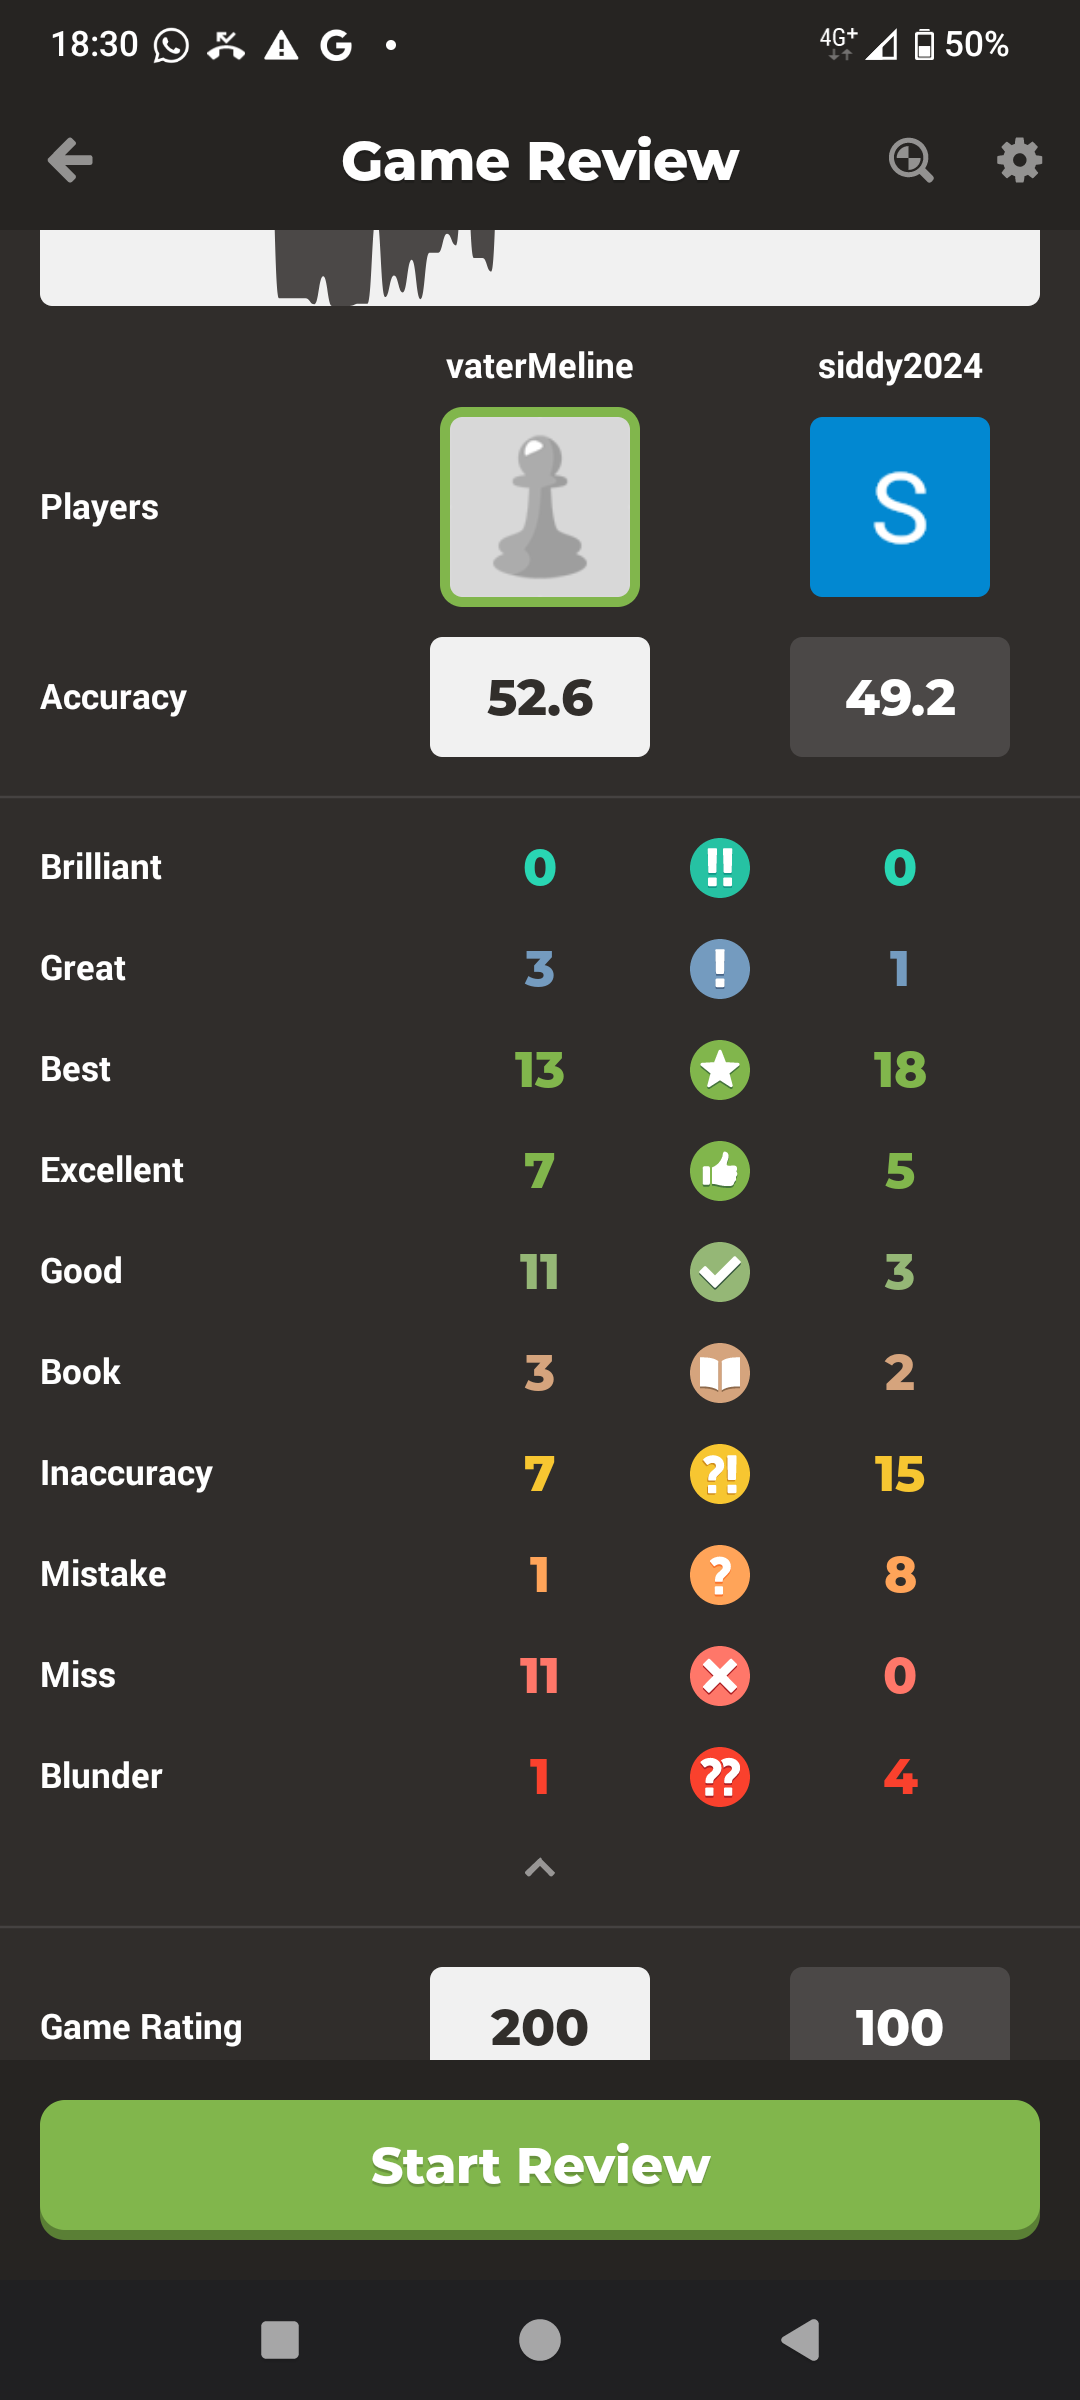 18:30 4G+ 50%
Game Review
vaterMeline siddy2024
Players S
Accuracy 52.6 49.2
Brilliant 0 !! 0
Great 3 ! 1
Best 13 18
Excellent 7 5
Good 11 3
Book 3 2
Inaccuracy 7 ?! 15
Mistake 1 ? 8
Miss 11 0
Blunder 1 ?? 4
Game Rating 200 100
Start Review